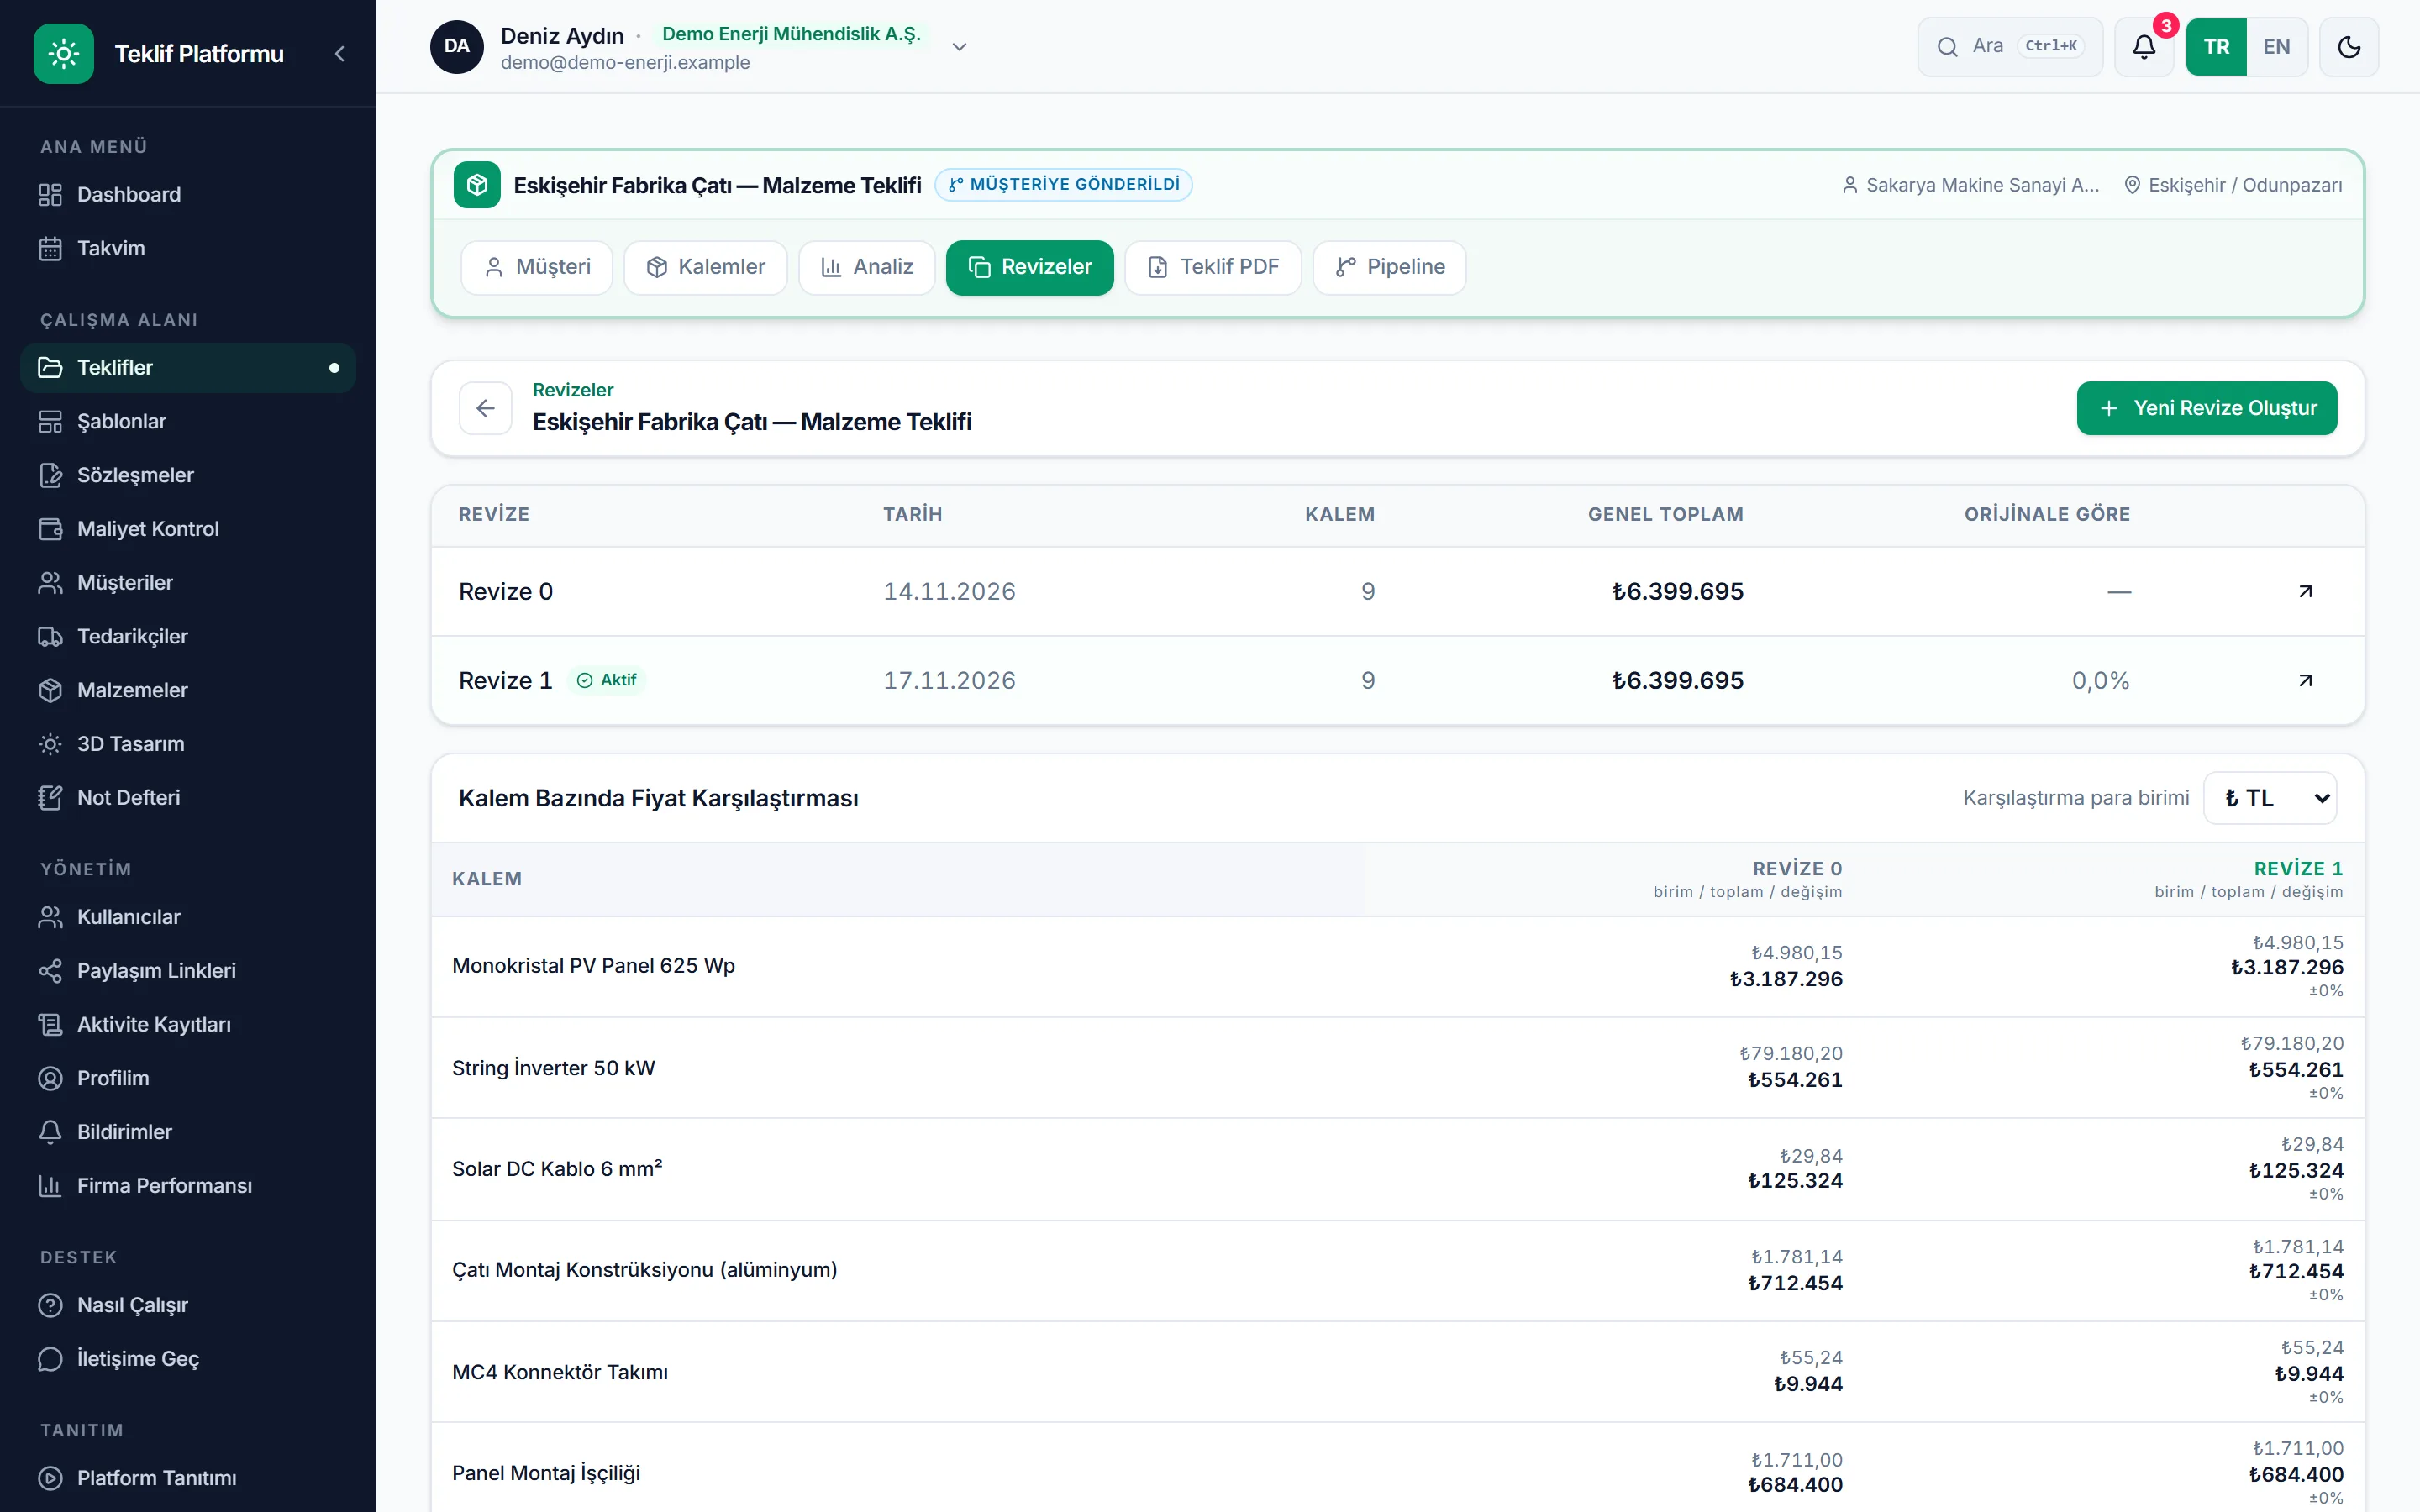 Teklif Platformu
ANA MENÜ
Dashboard
Takvim
ÇALIŞMA ALANI
Teklifler
Şablonlar
Sözleşmeler
Maliyet Kontrol
Müşteriler
Tedarikçiler
Malzemeler
3D Tasarım
Not Defteri
YÖNETİM
Kullanıcılar
Paylaşım Linkleri
Aktivite Kayıtları
Profilim
Bildirimler
Firma Performansı
DESTEK
Nasıl Çalışır
İletişime Geç
TANITIM
Platform Tanıtımı
DA
Deniz Aydın · Demo Enerji Mühendislik A.Ş.
demo@demo-enerji.example
Ara Ctrl+K
3
TR EN
Eskişehir Fabrika Çatı — Malzeme Teklifi MÜŞTERİYE GÖNDERİLDİ
Sakarya Makine Sanayi A... Eskişehir / Odunpazarı
Müşteri Kalemler Analiz Revizeler Teklif PDF Pipeline
Revizeler
Eskişehir Fabrika Çatı — Malzeme Teklifi
+ Yeni Revize Oluştur
REVİZE TARİH KALEM GENEL TOPLAM ORİJİNALE GÖRE
Revize 0 14.11.2026 9 ₺6.399.695 —
Revize 1 Aktif 17.11.2026 9 ₺6.399.695 0,0%
Kalem Bazında Fiyat Karşılaştırması
Karşılaştırma para birimi ₺ TL
KALEM
REVİZE 0
birim / toplam / değişim
REVİZE 1
birim / toplam / değişim
Monokristal PV Panel 625 Wp
₺4.980,15
₺3.187.296
₺4.980,15
₺3.187.296
±0%
String İnverter 50 kW
₺79.180,20
₺554.261
₺79.180,20
₺554.261
±0%
Solar DC Kablo 6 mm²
₺29,84
₺125.324
₺29,84
₺125.324
±0%
Çatı Montaj Konstrüksiyonu (alüminyum)
₺1.781,14
₺712.454
₺1.781,14
₺712.454
±0%
MC4 Konnektör Takımı
₺55,24
₺9.944
₺55,24
₺9.944
±0%
Panel Montaj İşçiliği
₺1.711,00
₺684.400
₺1.711,00
₺684.400
±0%